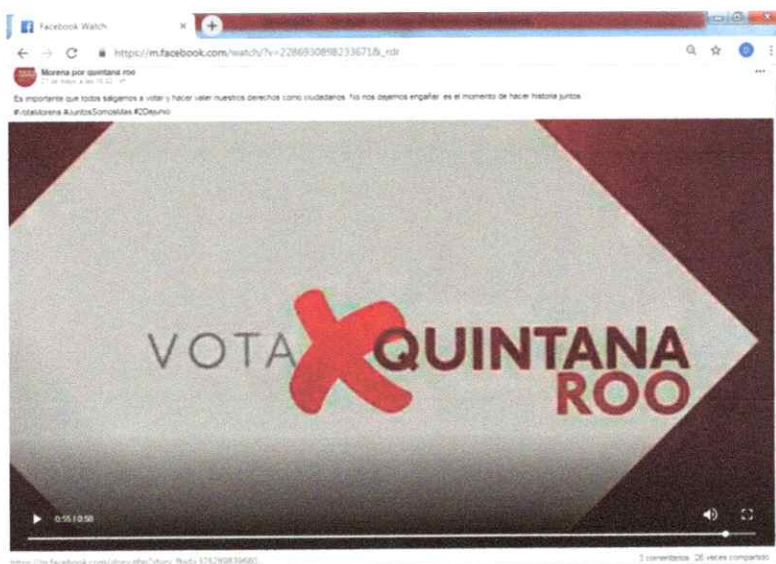 Facebook Watch
https://m.facebook.com/watch/?v=2286930898233671&_rdr
Morena por quintana roo
Es importante que todos salgamos a votar y hacer valer nuestros derechos como ciudadanos. No nos dejemos engañar, es el momento de hacer historia juntos
#VotaMorena #JuntosSomosMas #2Dejunio
VOTA X QUINTANA
ROO
0:55 / 0:58
3 comentarios 26 veces compartido